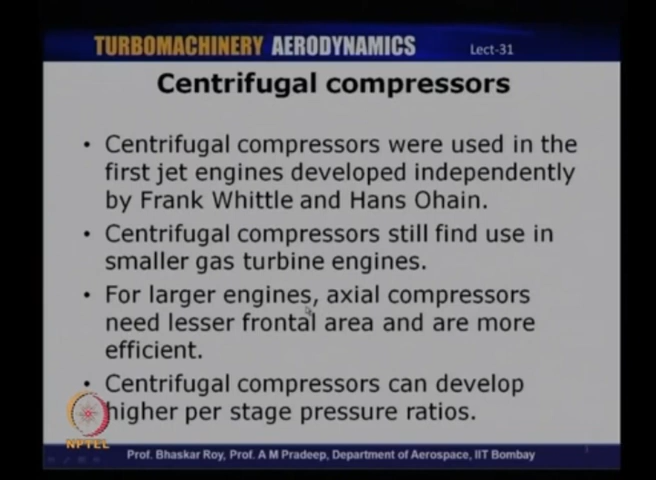 TURBOMACHINERY AERODYNAMICS Lect-31
Centrifugal compressors
• Centrifugal compressors were used in the
first jet engines developed independently
by Frank Whittle and Hans Ohain.
• Centrifugal compressors still find use in
smaller gas turbine engines.
• For larger engines, axial compressors
need lesser frontal area and are more
efficient.
• Centrifugal compressors can develop
higher per stage pressure ratios.
NPTEL
Prof. Bhaskar Roy, Prof. A M Pradeep, Department of Aerospace, IIT Bombay